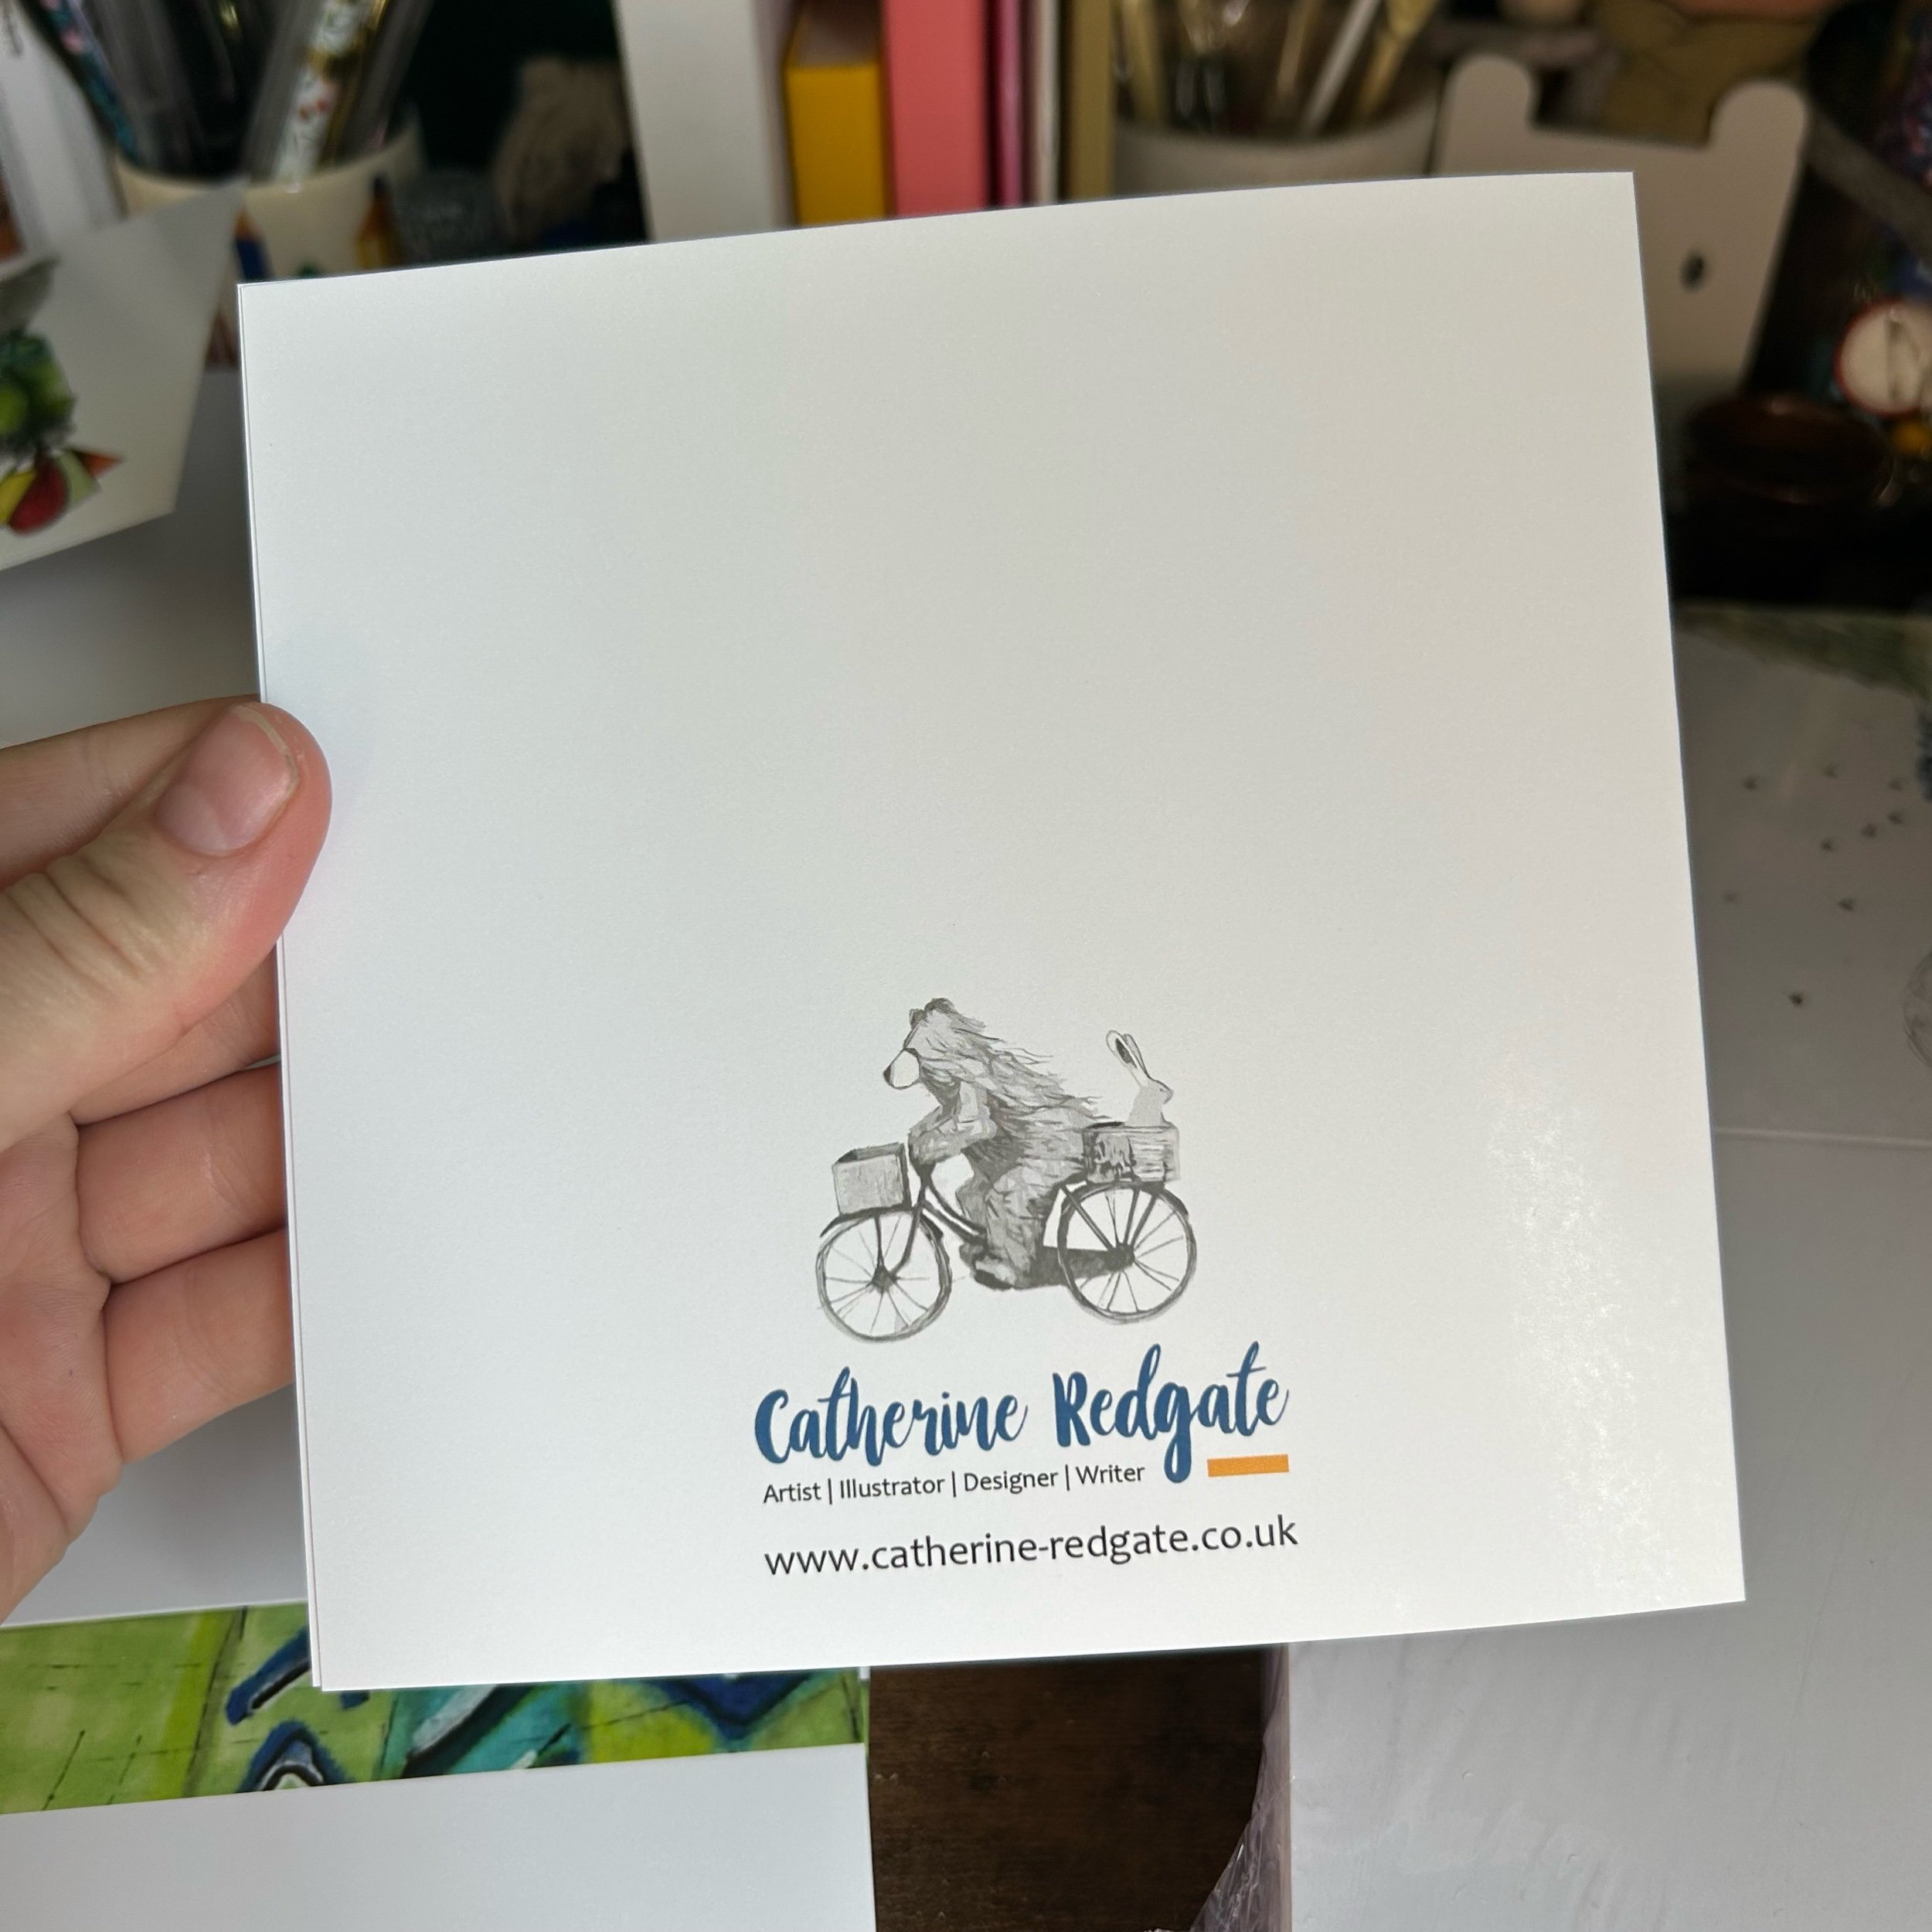 Catherine Redgate
Artist | Illustrator | Designer | Writer
www.catherine-redgate.co.uk